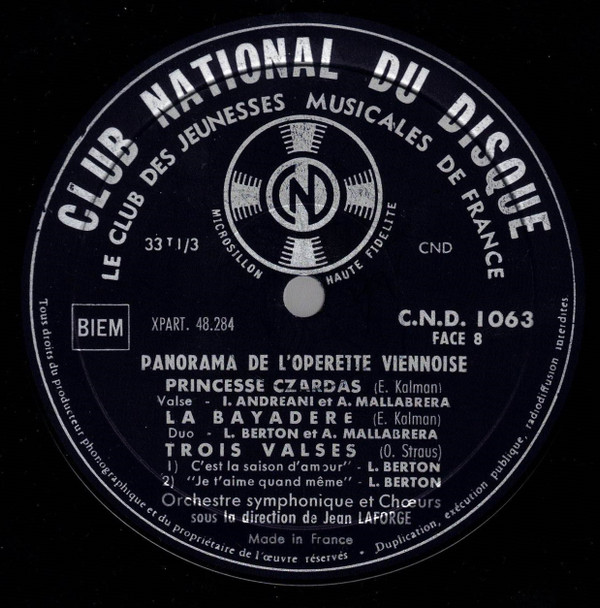 CLUB NATIONAL DU DISQUE
LE CLUB DES JEUNESSES MUSICALES DE FRANCE
CN
MICROSILLON HAUTE FIDELITE
33 T 1/3
CND
BIEM
XPART. 48.284
C.N.D. 1063
FACE 8
PANORAMA DE L'OPERETTE VIENNOISE
PRINCESSE CZARDAS (E. Kalman)
Valse - I. ANDREANI et A. MALLABRERA
LA BAYADERE (E. Kalman)
Duo - L. BERTON et A. MALLABRERA
TROIS VALSES (O. Straus)
1) C'est la saison d'amour" - L. BERTON
2) "Je t'aime quand même" - L. BERTON
Orchestre symphonique et Chœurs
sous la direction de Jean LAFORGE
Made in France
Tous droits du producteur phonographique et du propriétaire de l'œuvre réservés • Duplication, exécution publique, radiodiffusion interdites.